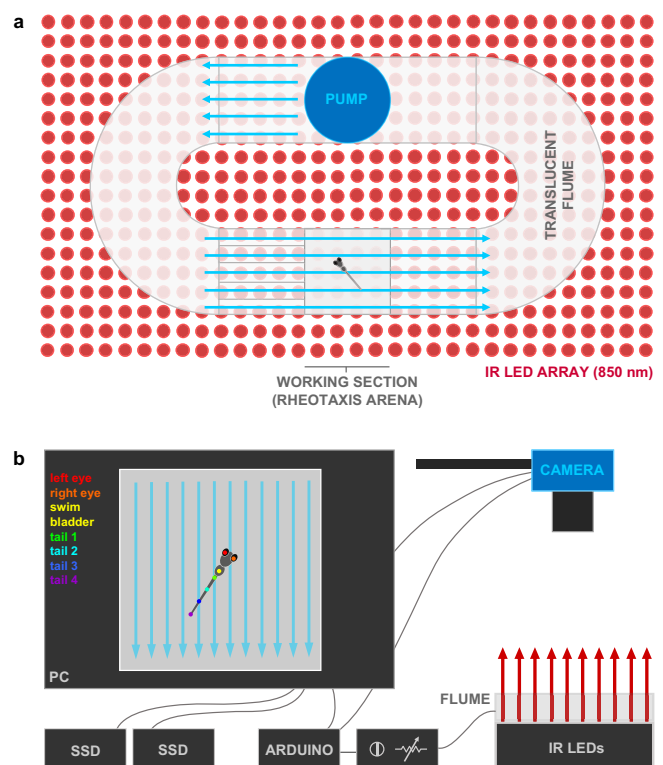 a
PUMP
TRANSLUCENT
FLUME
WORKING SECTION
(RHEOTAXIS ARENA)
IR LED ARRAY (850 nm)
b
left eye
right eye
swim
bladder
tail 1
tail 2
tail 3
tail 4
PC
CAMERA
FLUME
SSD
SSD
ARDUINO
IR LEDs